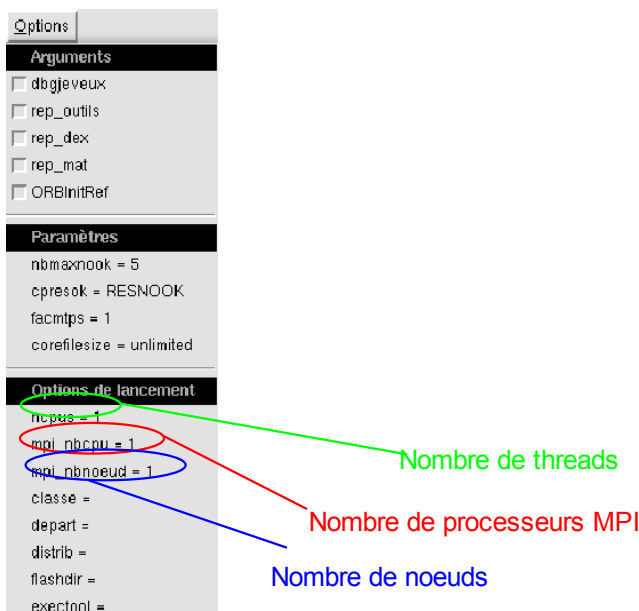 Options
Arguments
dbgjeveux
rep_outils
rep_dex
rep_mat
ORBInitRef
Paramètres
nbmaxnook = 5
cpresok = RESNOOK
facmtps = 1
corefilesize = unlimited
Options de lancement
ncpus = 1
mpi_nbcpu = 1
mpi_nbnoeud = 1
classe =
depart =
distrib =
flashdir =
exectool =
Nombre de threads
Nombre de processeurs MPI
Nombre de noeuds